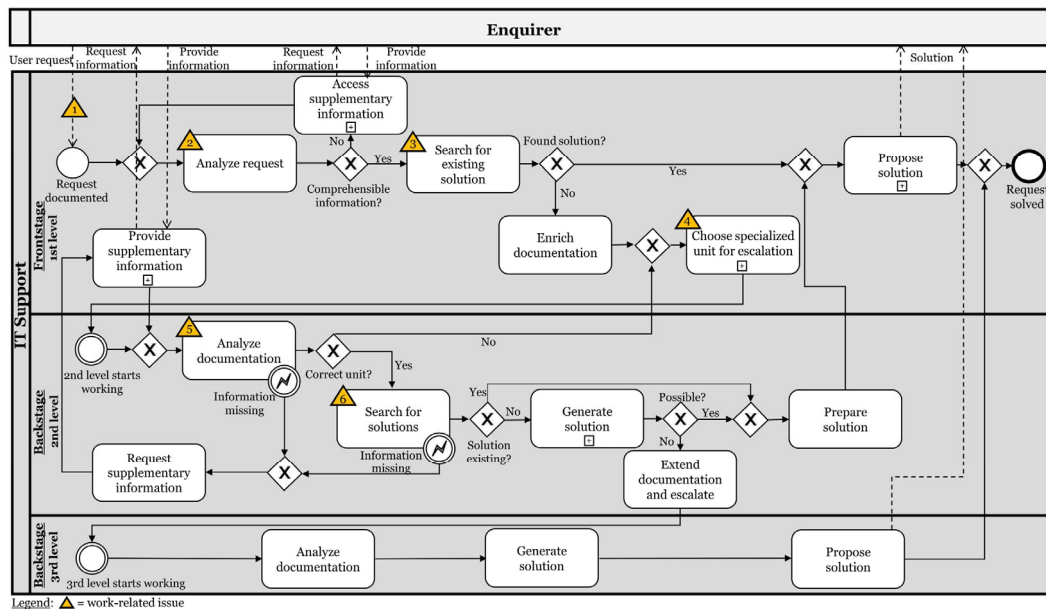 Enquirer
User request
Request
information
Provide
information
Request
information
Provide
information
Solution
IT Support
Frontstage
1st level
1
Request
documented
X
2
Analyze request
Access
supplementary
information
+
No
X
Yes
Comprehensible
information?
3
Search for
existing
solution
Found solution?
X
Yes
No
X
Propose
solution
+
X
Request
solved
Provide
supplementary
information
+
Enrich
documentation
X
4
Choose specialized
unit for escalation
+
Backstage
2nd level
2nd level starts
working
X
5
Analyze
documentation
Information
missing
X
Correct unit?
No
Yes
6
Search for
solutions
Information
missing
Yes
X
No
Solution
existing?
Generate
solution
+
Possible?
X
Yes
No
X
Prepare
solution
Request
supplementary
information
X
Extend
documentation
and escalate
Backstage
3rd level
3rd level starts working
Analyze
documentation
Generate
solution
Propose
solution
Legend: = work-related issue